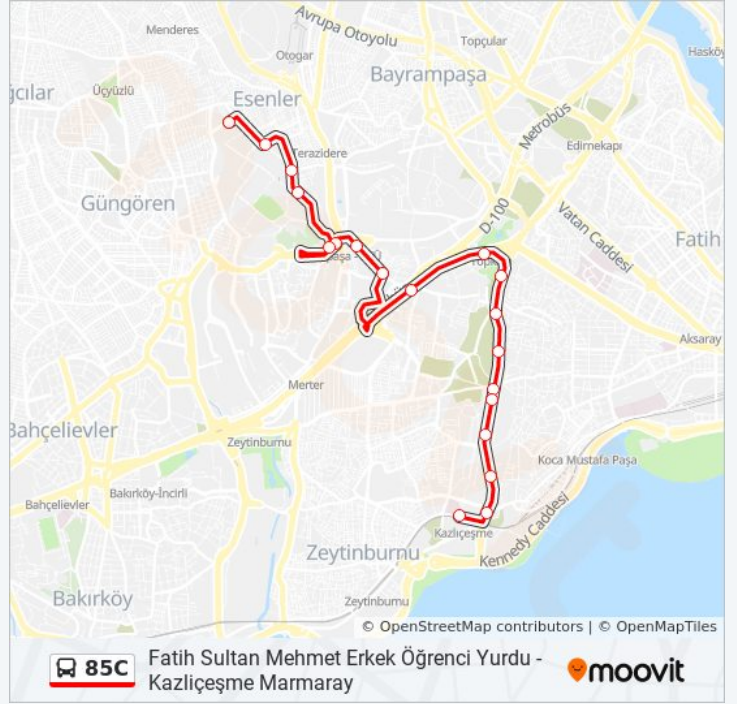 Menderes
Avrupa Otoyolu
Topçular
Otogar
Hasköy
Bayrampaşa
ğcılar
Üçyüzlü
Esenler
Metrobüs
Edirnekapı
Terazidere
Güngören
D-100
Vatan Caddesi
Fatih
Aksaray
Merter
Bahçelievler
Zeytinburnu
Koca Mustafa Paşa
Bakırköy-İncirli
Bahçelievler
Kazlıçeşme
Kennedy Caddesi
Zeytinburnu
Bakırköy
Zeytinburnu
© OpenStreetMap contributors | © OpenMapTiles
85C
Fatih Sultan Mehmet Erkek Öğrenci Yurdu -
Kazliçeşme Marmaray
moovit